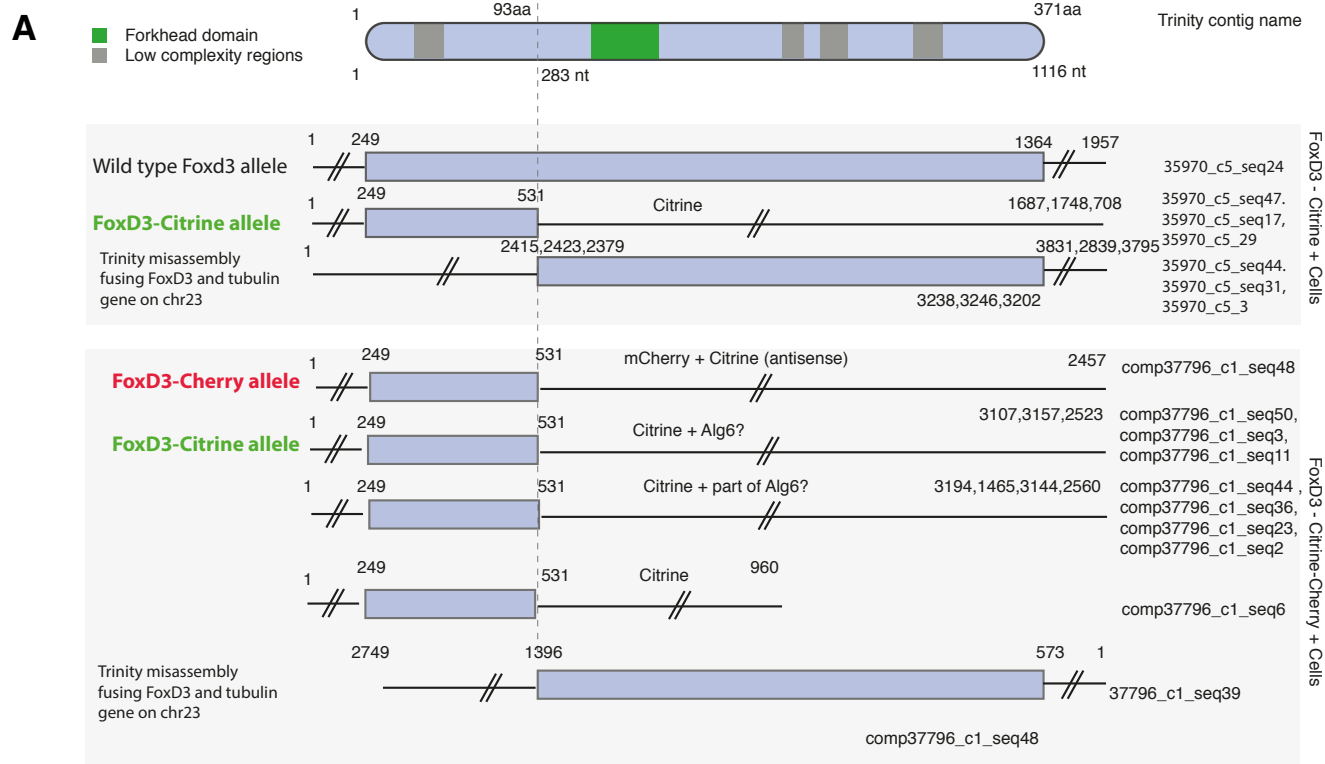 A
1
93aa
371aa
Trinity contig name
Forkhead domain
Low complexity regions
1
283 nt
1116 nt
1
249
1364
1957
Wild type Foxd3 allele
35970_c5_seq24
1
249
531
Citrine
1687,1748,708
FoxD3-Citrine allele
35970_c5_seq47.
35970_c5_seq17,
35970_c5_29
1
2415,2423,2379
3831,2839,3795
Trinity misassembly
fusing FoxD3 and tubulin
gene on chr23
3238,3246,3202
35970_c5_seq44.
35970_c5_seq31,
35970_c5_3
FoxD3 - Citrine + Cells
1
249
531
mCherry + Citrine (antisense)
2457
FoxD3-Cherry allele
comp37796_c1_seq48
1
249
531
Citrine + Alg6?
3107,3157,2523
FoxD3-Citrine allele
comp37796_c1_seq50,
comp37796_c1_seq3,
comp37796_c1_seq11
1
249
531
Citrine + part of Alg6?
3194,1465,3144,2560
comp37796_c1_seq44 ,
comp37796_c1_seq36,
comp37796_c1_seq23,
comp37796_c1_seq2
1
249
531
Citrine
960
comp37796_c1_seq6
2749
1396
573
1
Trinity misassembly
fusing FoxD3 and tubulin
gene on chr23
37796_c1_seq39
comp37796_c1_seq48
FoxD3 - Citrine-Cherry + Cells